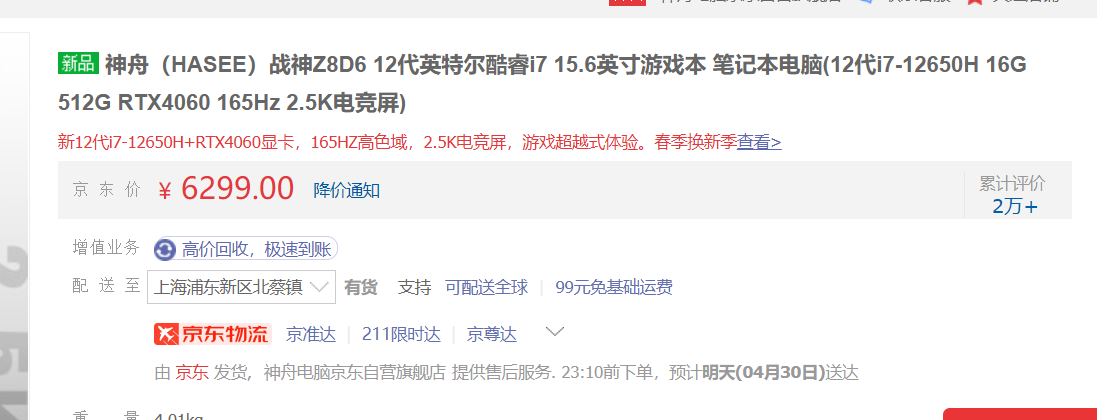 新品 神舟（HASEE）战神Z8D6 12代英特尔酷睿i7 15.6英寸游戏本 笔记本电脑(12代i7-12650H 16G
512G RTX4060 165Hz 2.5K电竞屏)
新12代i7-12650H+RTX4060显卡，165HZ高色域，2.5K电竞屏，游戏超越式体验。春季换新季查看>
京 东 价 ￥ 6299.00 降价通知
累计评价
2万+
增值业务 高价回收，极速到账
配 送 至 上海浦东新区北蔡镇 有货 支持 可配送全球 99元免基础运费
京东物流 京准达 211限时达 京尊达
由 京东 发货，神舟电脑京东自营旗舰店 提供售后服务. 23:10前下单，预计明天(04月30日)送达
重 量 4.01kg